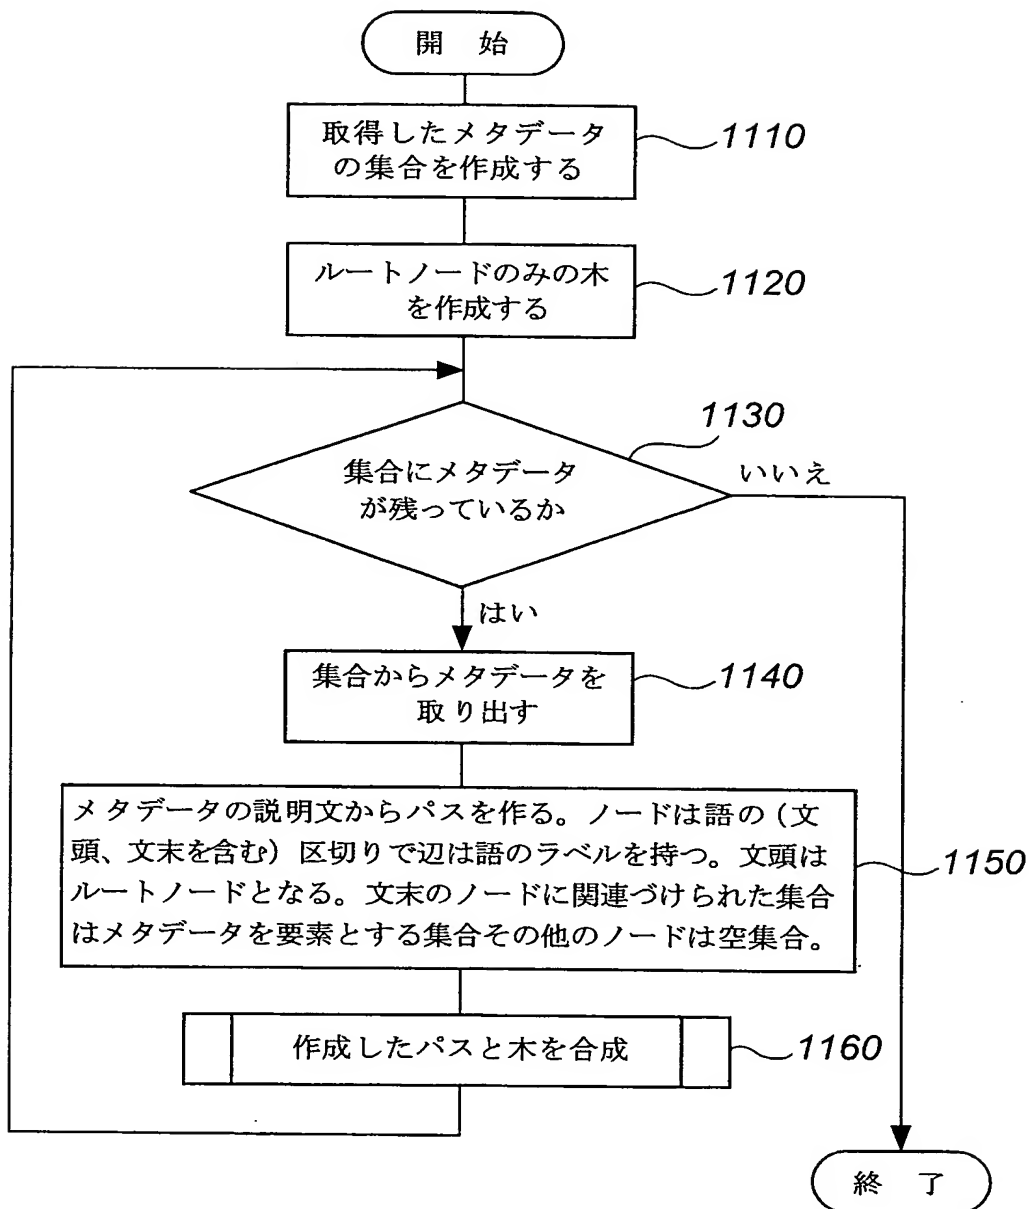 開 始
取得したメタデータ
の集合を作成する
1110
ルートノードのみの木
を作成する
1120
1130
集合にメタデータ
が残っているか
いいえ
はい
集合からメタデータを
取り出す
1140
メタデータの説明文からパスを作る。ノードは語の（文
頭、文末を含む）区切りで辺は語のラベルを持つ。文頭は
ルートノードとなる。文末のノードに関連づけられた集合
はメタデータを要素とする集合その他のノードは空集合。
1150
作成したパスと木を合成
1160
終 了